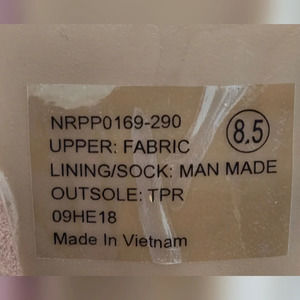 NRPP0169-290
8.5
UPPER: FABRIC
LINING/SOCK: MAN MADE
OUTSOLE: TPR
09HE18
Made In Vietnam